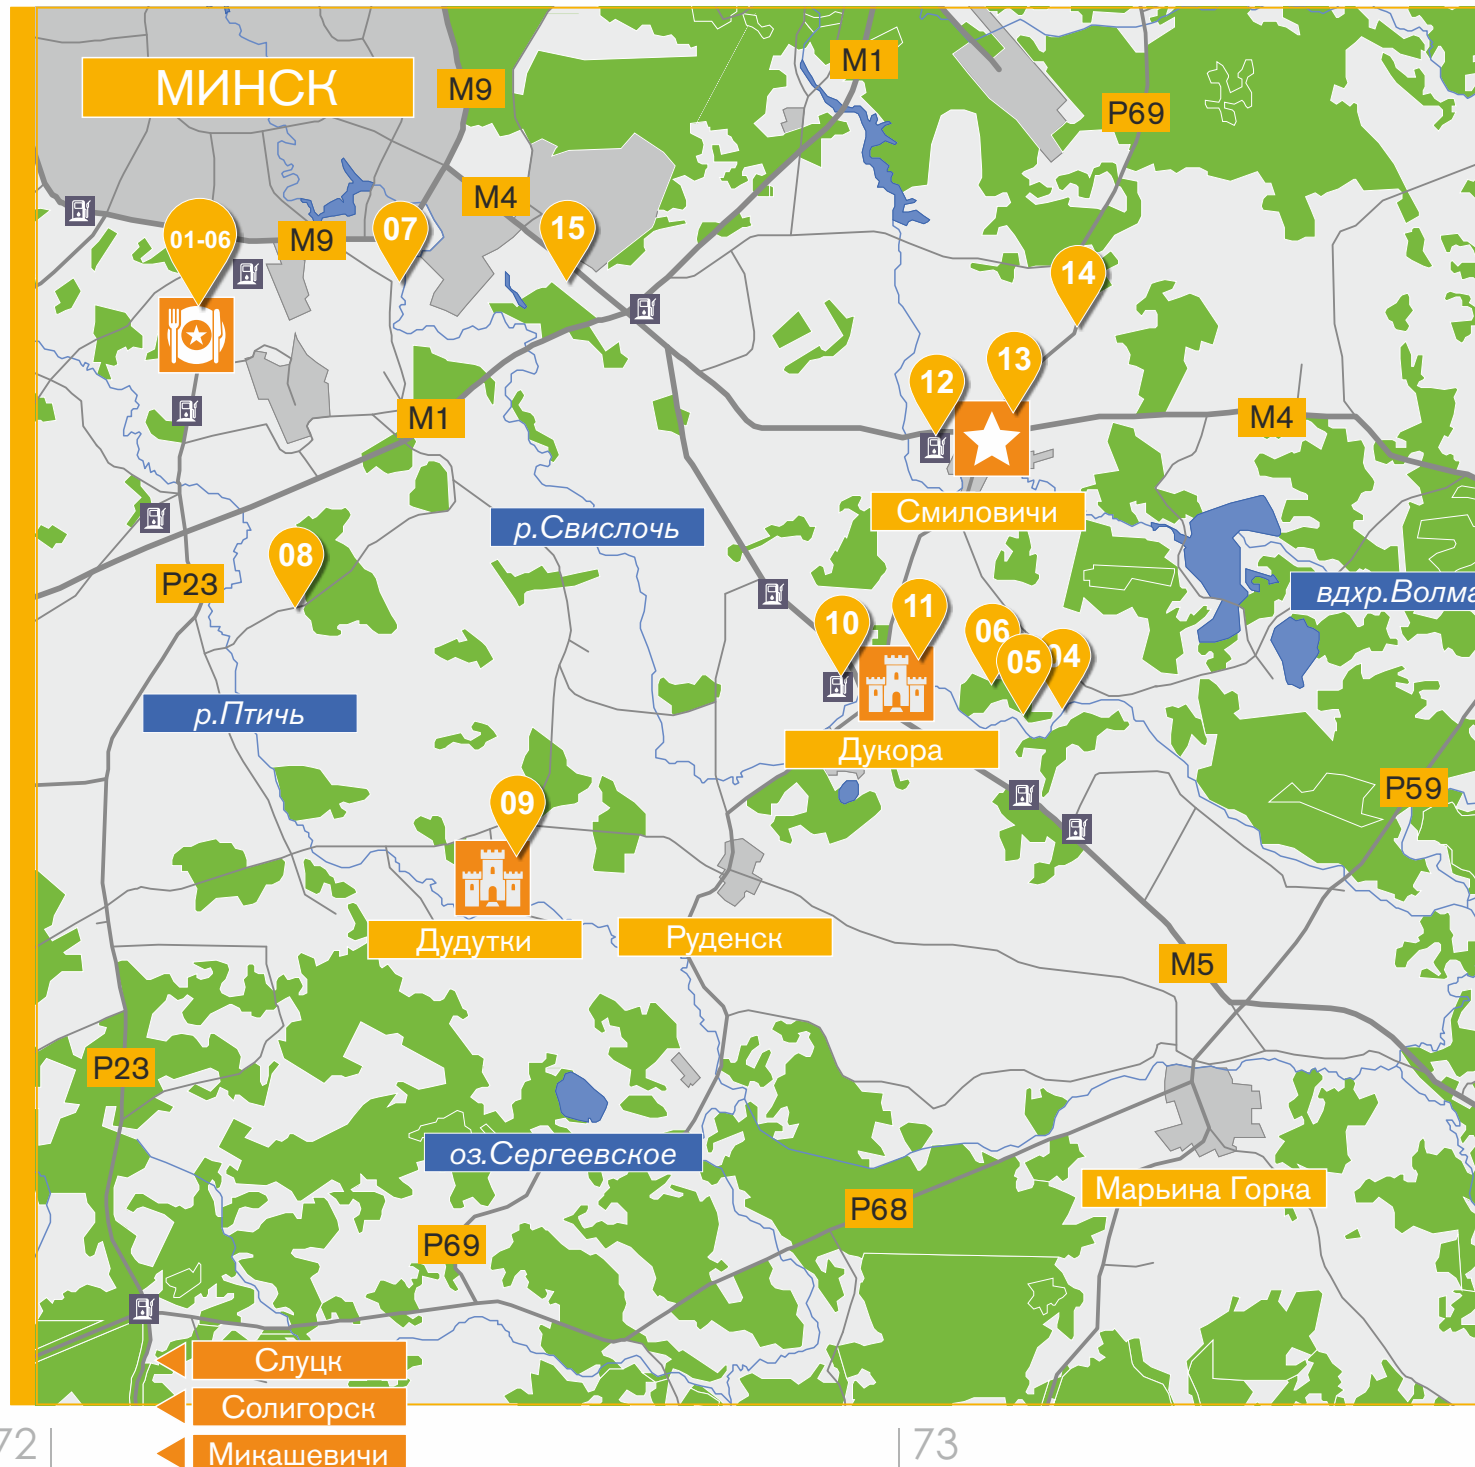 М1
МИНСК
М9
Р69
М4
01-06
М9
07
15
14
13
12
М1
М4
Смиловичи
р.Свислочь
08
Р23
вдхр.Волма
11
10
06
05
04
р.Птичь
Дукора
Р59
09
Дудутки
Руденск
М5
Р23
оз.Сергеевское
Марьина Горка
Р68
Р69
Слуцк
Солигорск
Микашевичи
72
73